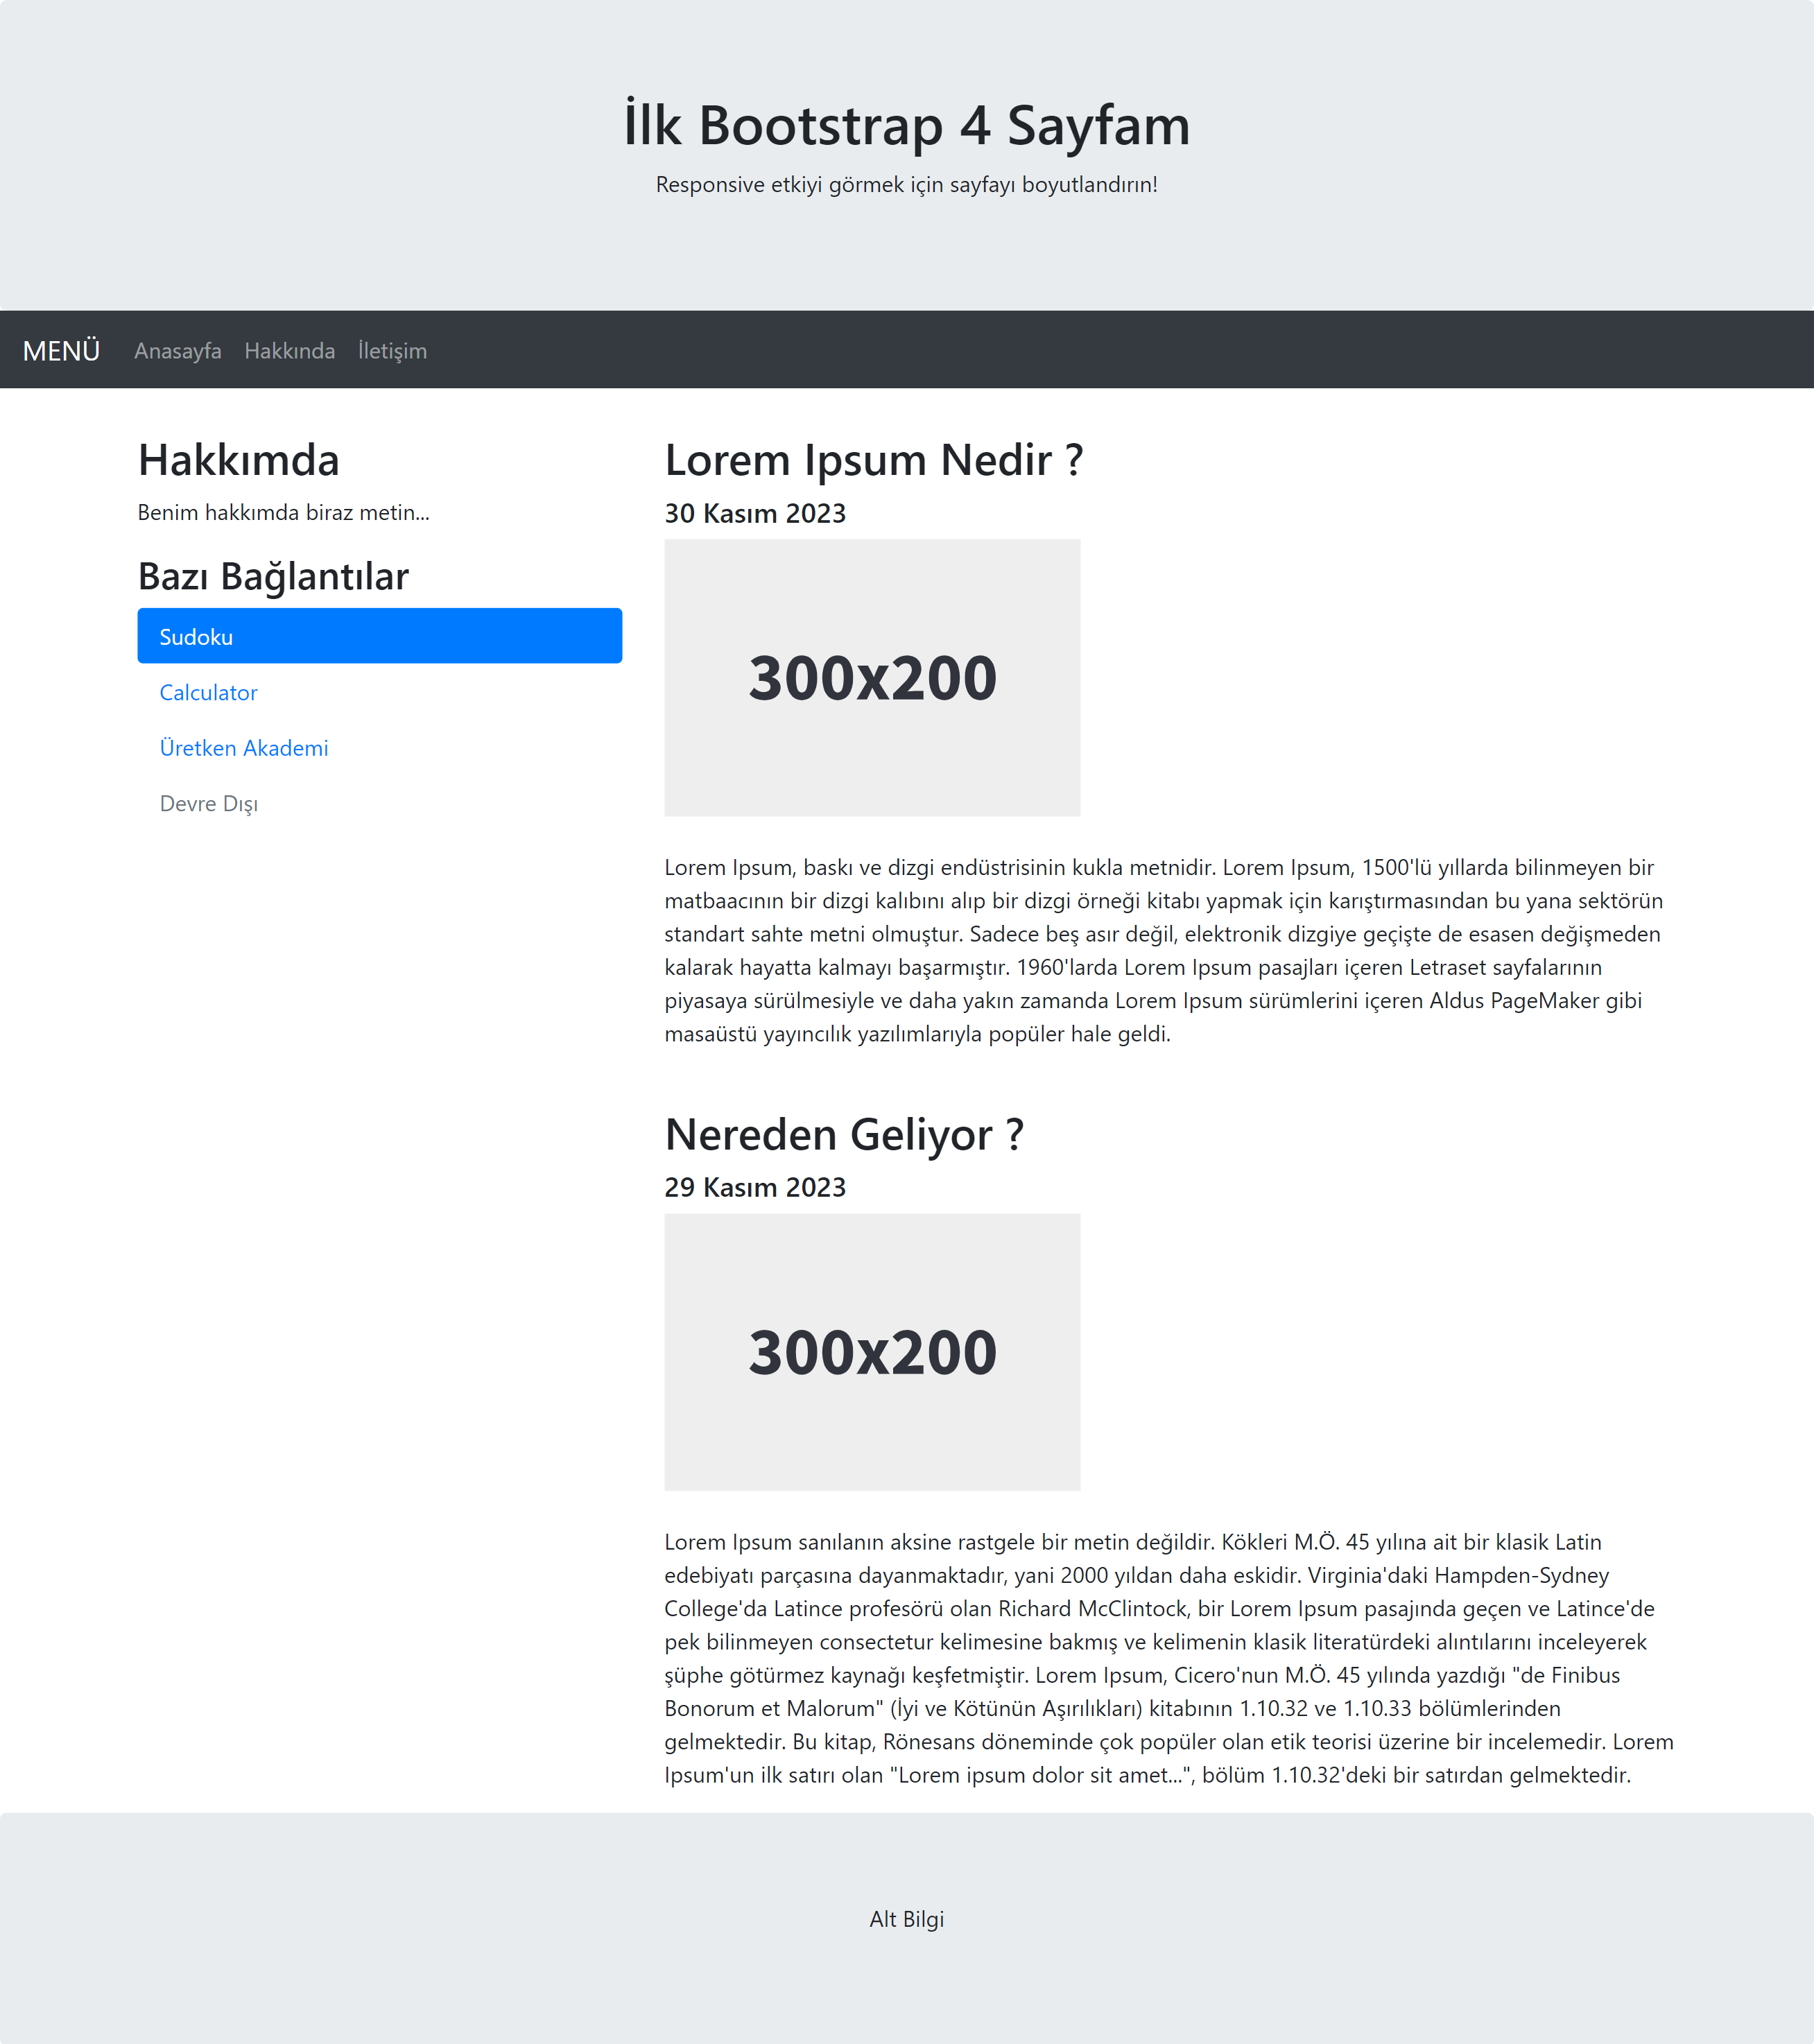 İlk Bootstrap 4 Sayfam
Responsive etkiyi görmek için sayfayı boyutlandırın!
MENÜ Anasayfa Hakkında İletişim
Hakkımda
Benim hakkımda biraz metin...
Bazı Bağlantılar
Sudoku
Calculator
Üretken Akademi
Devre Dışı
Lorem Ipsum Nedir ?
30 Kasım 2023
300x200
Lorem Ipsum, baskı ve dizgi endüstrisinin kukla metnidir. Lorem Ipsum, 1500'lü yıllarda bilinmeyen bir
matbaacının bir dizgi kalıbını alıp bir dizgi örneği kitabı yapmak için karıştırmasından bu yana sektörün
standart sahte metni olmuştur. Sadece beş asır değil, elektronik dizgiye geçişte de esasen değişmeden
kalarak hayatta kalmayı başarmıştır. 1960'larda Lorem Ipsum pasajları içeren Letraset sayfalarının
piyasaya sürülmesiyle ve daha yakın zamanda Lorem Ipsum sürümlerini içeren Aldus PageMaker gibi
masaüstü yayıncılık yazılımlarıyla popüler hale geldi.
Nereden Geliyor ?
29 Kasım 2023
300x200
Lorem Ipsum sanılanın aksine rastgele bir metin değildir. Kökleri M.Ö. 45 yılına ait bir klasik Latin
edebiyatı parçasına dayanmaktadır, yani 2000 yıldan daha eskidir. Virginia'daki Hampden-Sydney
College'da Latince profesörü olan Richard McClintock, bir Lorem Ipsum pasajında geçen ve Latince'de
pek bilinmeyen consectetur kelimesine bakmış ve kelimenin klasik literatürdeki alıntılarını inceleyerek
şüphe götürmez kaynağı keşfetmiştir. Lorem Ipsum, Cicero'nun M.Ö. 45 yılında yazdığı "de Finibus
Bonorum et Malorum" (İyi ve Kötünün Aşırılıkları) kitabının 1.10.32 ve 1.10.33 bölümlerinden
gelmektedir. Bu kitap, Rönesans döneminde çok popüler olan etik teorisi üzerine bir incelemedir. Lorem
Ipsum'un ilk satırı olan "Lorem ipsum dolor sit amet...", bölüm 1.10.32'deki bir satırdan gelmektedir.
Alt Bilgi